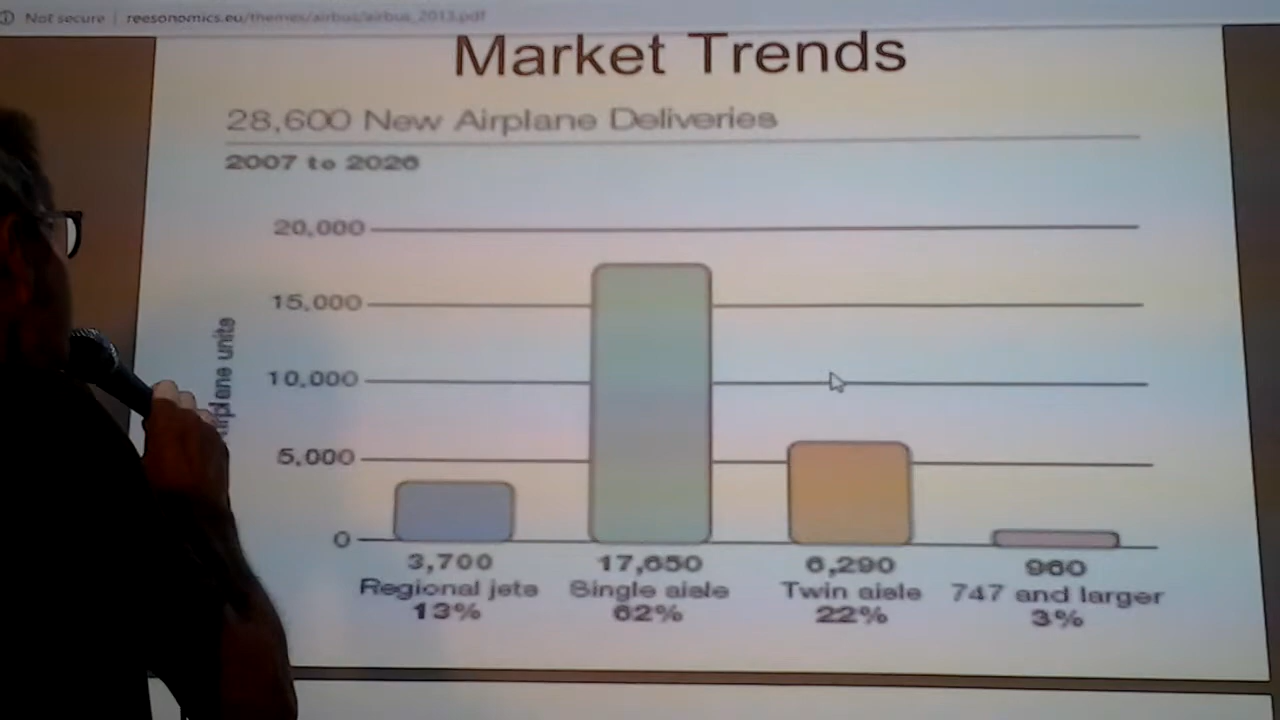 Not secure | reesonomics.eu/themes/airbus/airbus_2013.pdf
Market Trends
28,600 New Airplane Deliveries
2007 to 2026
20,000
15,000
10,000
5,000
0
Airplane units
3,700 17,650 6,290 960
Regional jets Single aisle Twin aisle 747 and larger
13% 62% 22% 3%